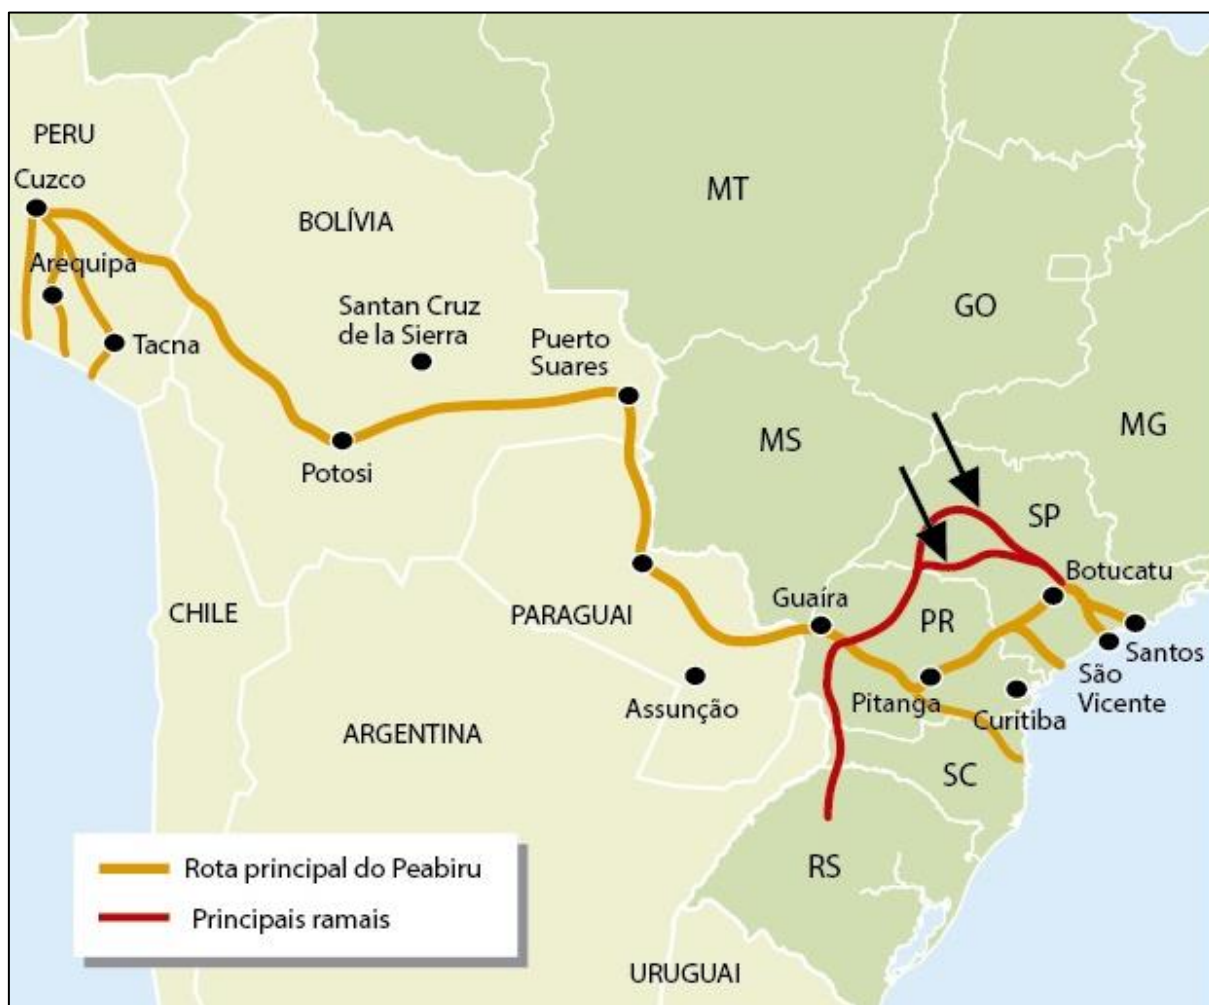 PERU
Cuzco
Arequipa
Tacna
BOLÍVIA
Santan Cruz
de la Sierra
Puerto
Suares
Potosi
MT
GO
MG
MS
SP
Botucatu
Guaíra
PR
Santos
São
Vicente
Pitanga
Curitiba
CHILE
PARAGUAI
Assunção
ARGENTINA
SC
RS
URUGUAI
Rota principal do Peabiru
Principais ramais